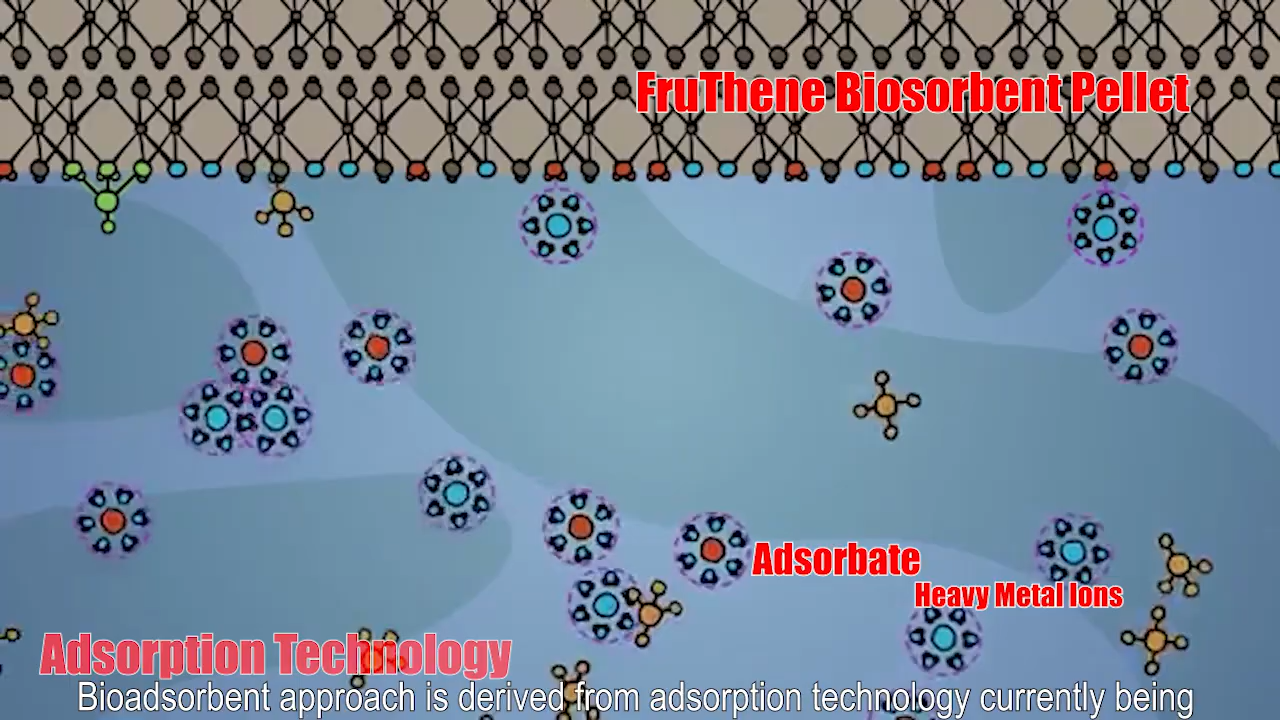 FruThene Biosorbent Pellet
Adsorbate
Heavy Metal Ions
Adsorption Technology
Bioadsorbent approach is derived from adsorption technology currently being